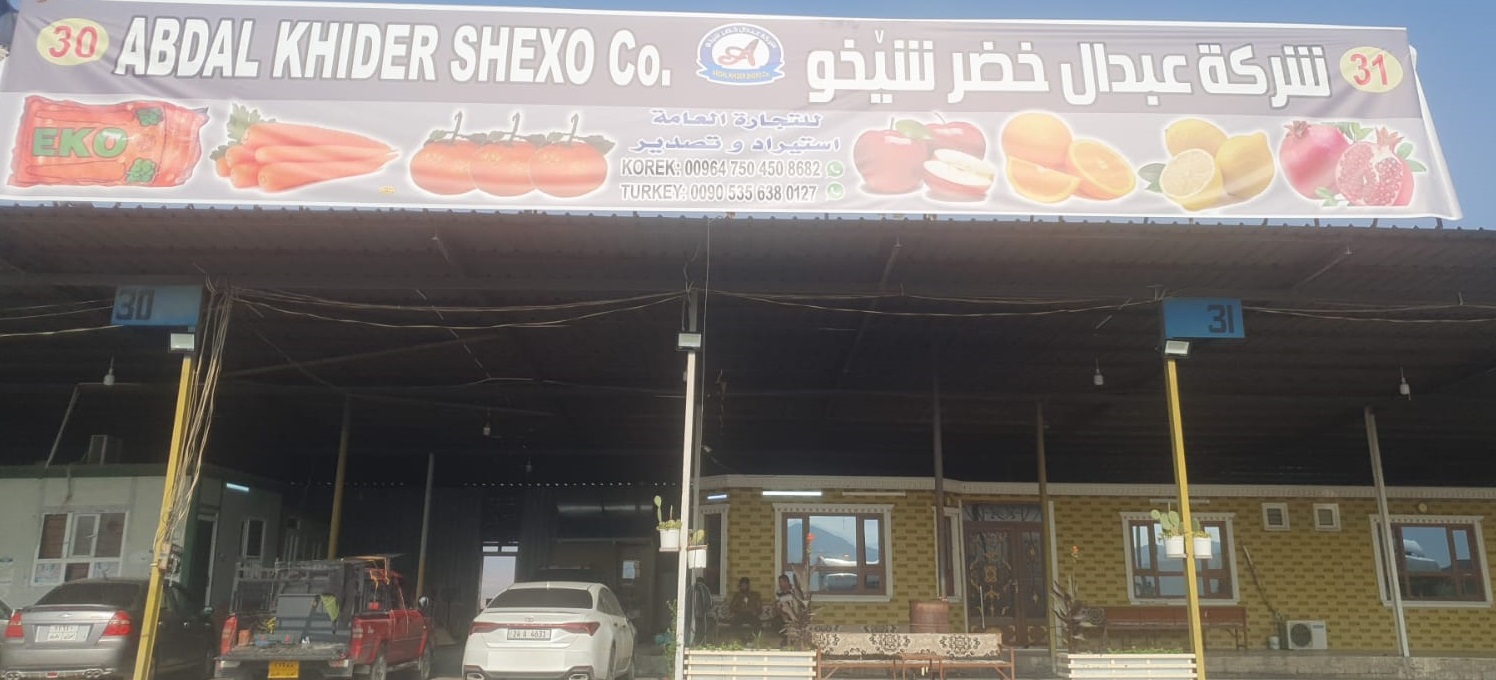 30 ABDAL KHIDER SHEXO Co. شركة عبدال خضر شێخو 31
EKO
للتجارة العامة
استيراد و تصدير
KOREK: 00964 750 450 8682
TURKEY: 0090 535 638 0127
30
31